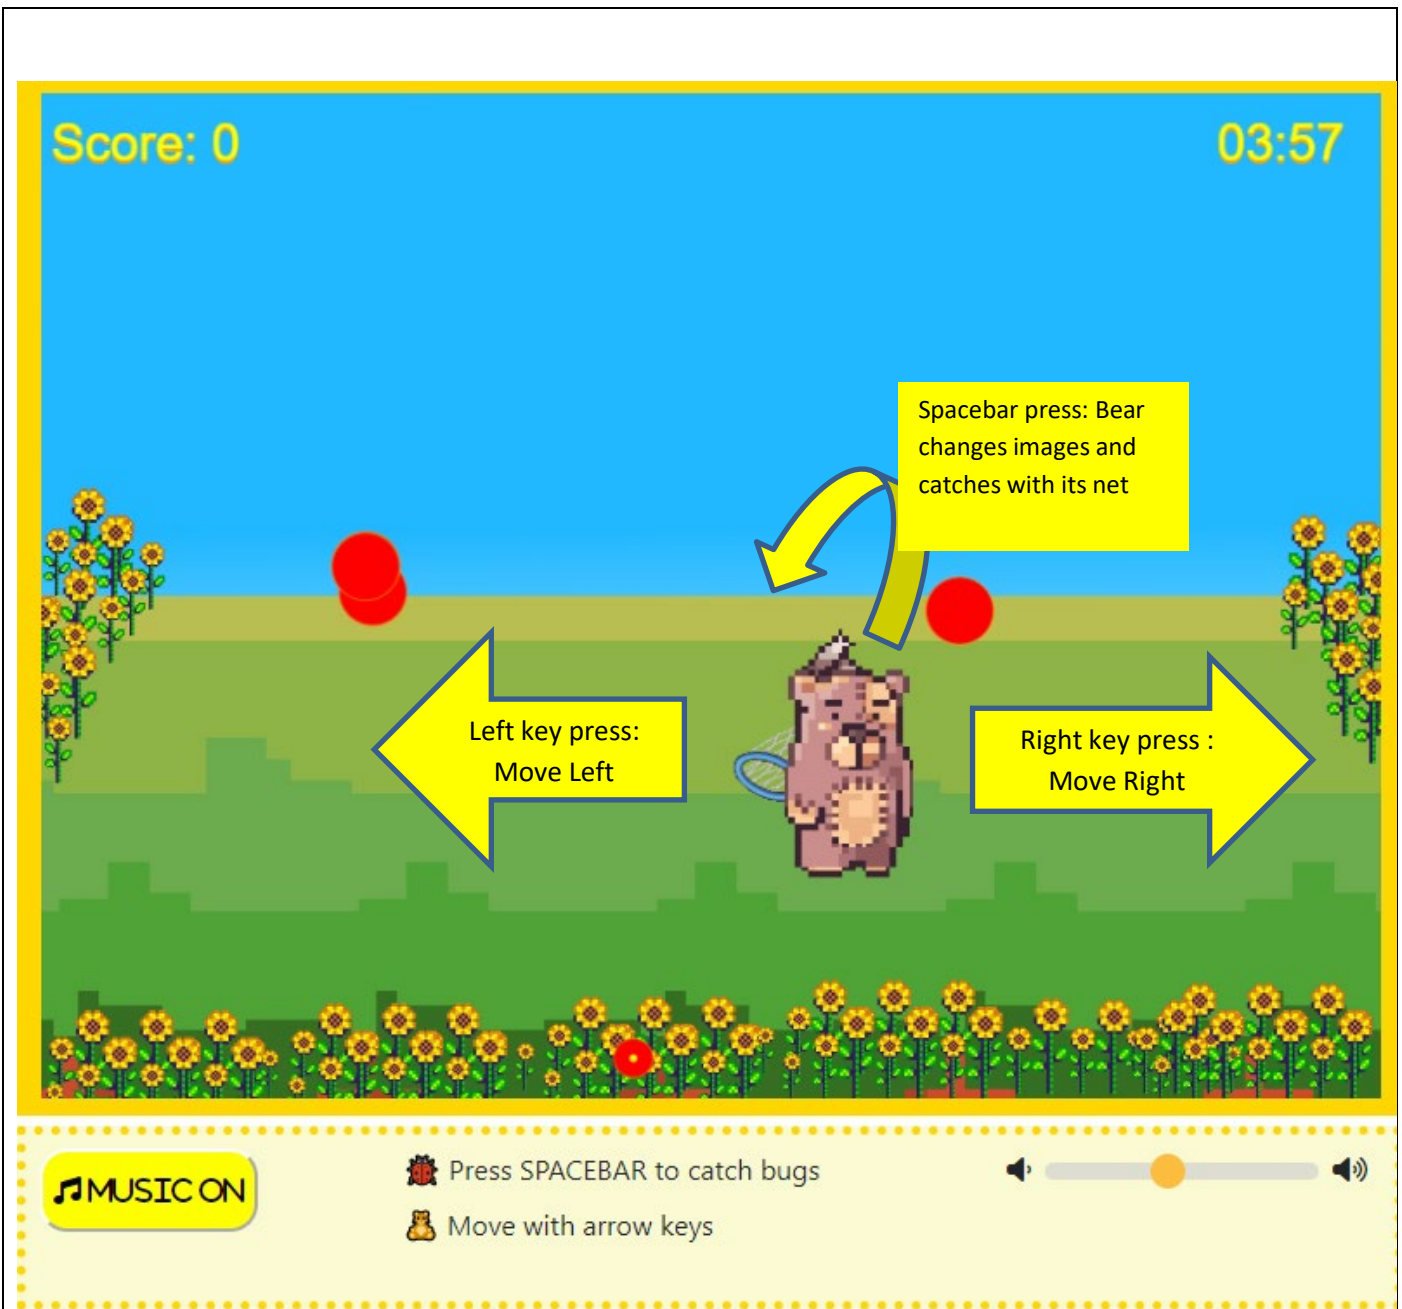 Score: 0
03:57
Spacebar press: Bear
changes images and
catches with its net
Left key press:
Move Left
Right key press :
Move Right
MUSIC ON
Press SPACEBAR to catch bugs
Move with arrow keys